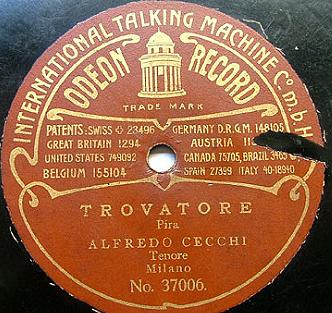 INTERNATIONAL TALKING MACHINE Co. m.b.H.
ODEON RECORD
TRADE MARK
PATENTS: SWISS 23496 GERMANY D.R.G.M. 148105
GREAT BRITAIN 1294 AUSTRIA
UNITED STATES 749092 CANADA 75705, BRAZIL
BELGIUM 155104 SPAIN 27399 ITALY 40-18940
TROVATORE
Pira
ALFREDO CECCHI
Tenore
Milano
No. 37006.